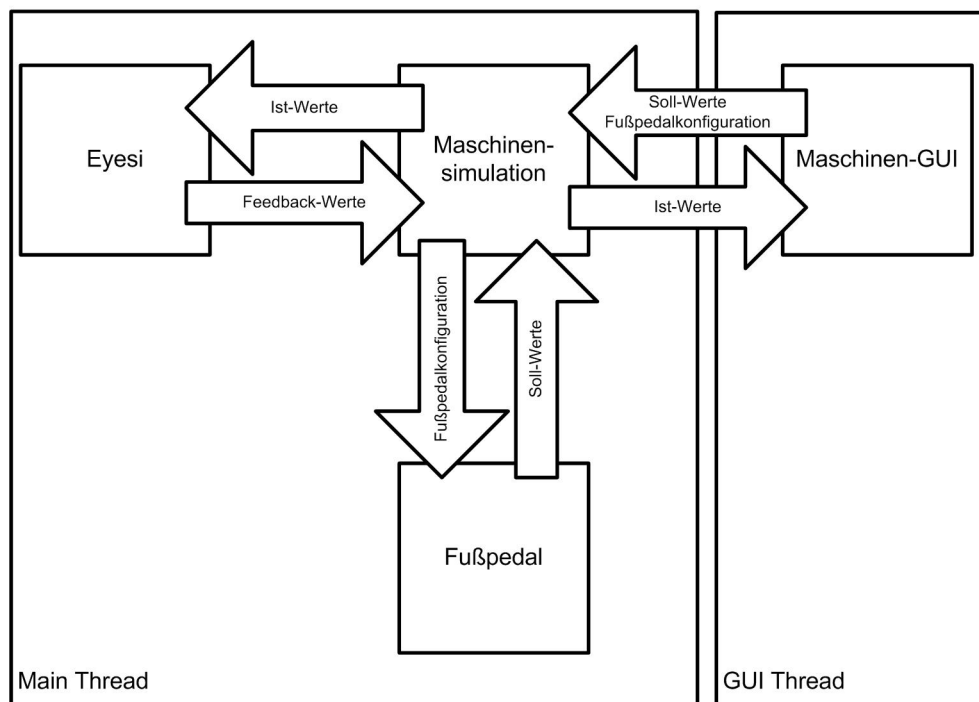 Ist-Werte
Soll-Werte
Fußpedalkonfiguration
Eyesi
Maschinen-
simulation
Maschinen-GUI
Feedback-Werte
Ist-Werte
Fußpedalkonfiguration
Soll-Werte
Fußpedal
Main Thread
GUI Thread